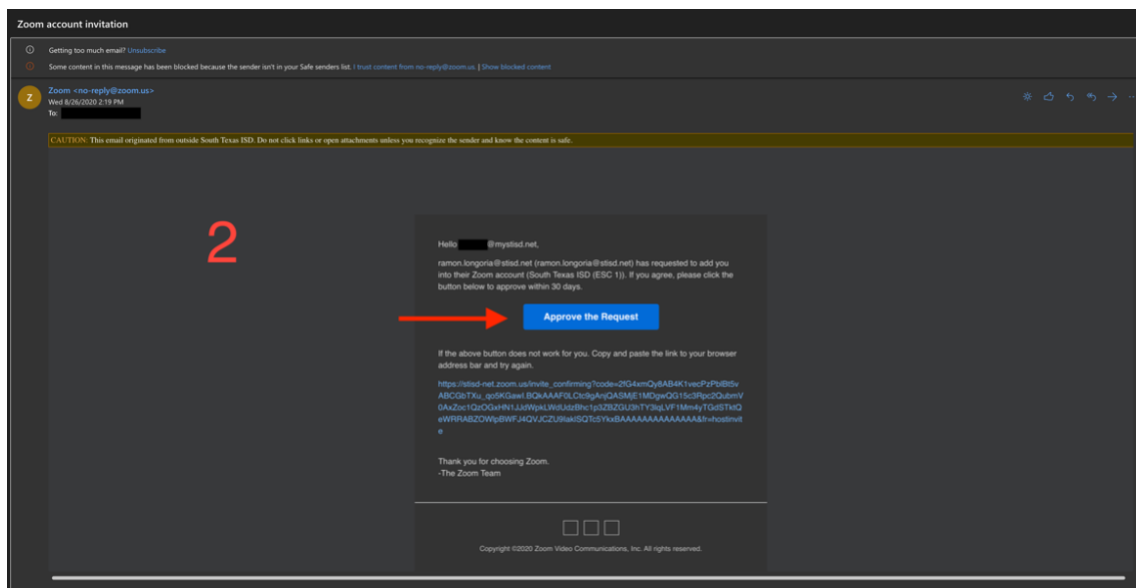 Zoom account invitation
Getting too much email? Unsubscribe
Some content in this message has been blocked because the sender isn't in your Safe senders list. I trust content from no-reply@zoom.us. | Show blocked content
Z
Zoom <no-reply@zoom.us>
Wed 8/26/2020 2:19 PM
To:
CAUTION: This email originated from outside South Texas ISD. Do not click links or open attachments unless you recognize the sender and know the content is safe.
2
Hello @mystisd.net,
ramon.longoria@stisd.net (ramon.longoria@stisd.net) has requested to add you
into their Zoom account (South Texas ISD (ESC 1)). If you agree, please click the
button below to approve within 30 days.
Approve the Request
If the above button does not work for you. Copy and paste the link to your browser
address bar and try again.
Thank you for choosing Zoom.
-The Zoom Team
Copyright ©2020 Zoom Video Communications, Inc. All rights reserved.